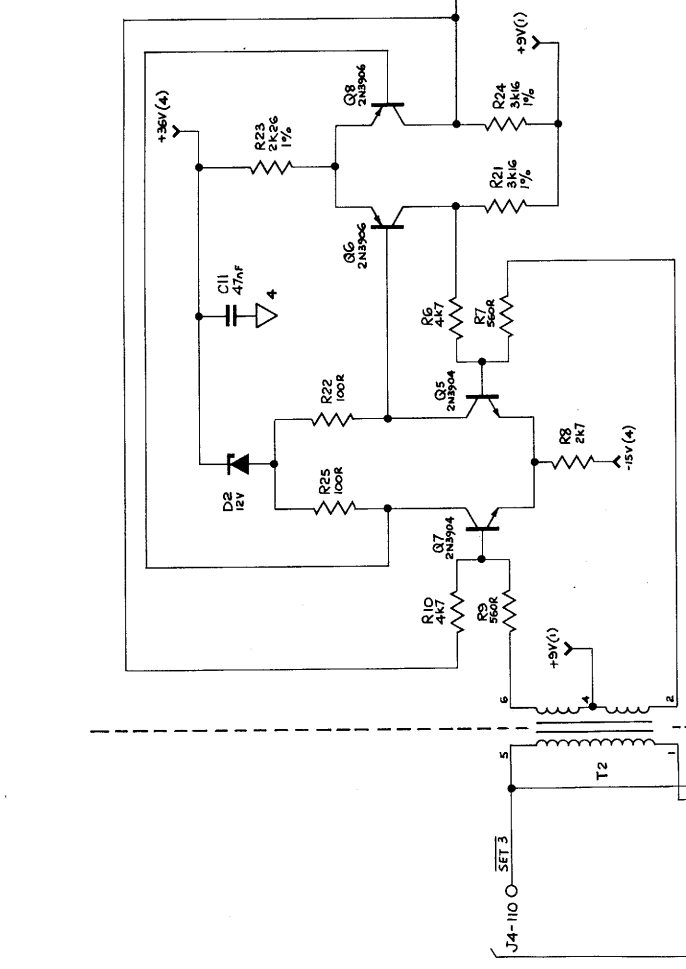 +9V(1)
Q8
2N3906
R24
3k16
1%
+36V(4)
R23
2k26
1%
R21
3k16
1%
Q6
2N3906
C11
47nF
4
R6
4k7
R7
560R
R22
100R
Q5
2N3904
R8
2k7
-15V(4)
D2
12V
R25
100R
Q7
2N3904
R10
4k7
R9
560R
+9V(1)
6
4
2
5
1
T2
SET 3
J4-110